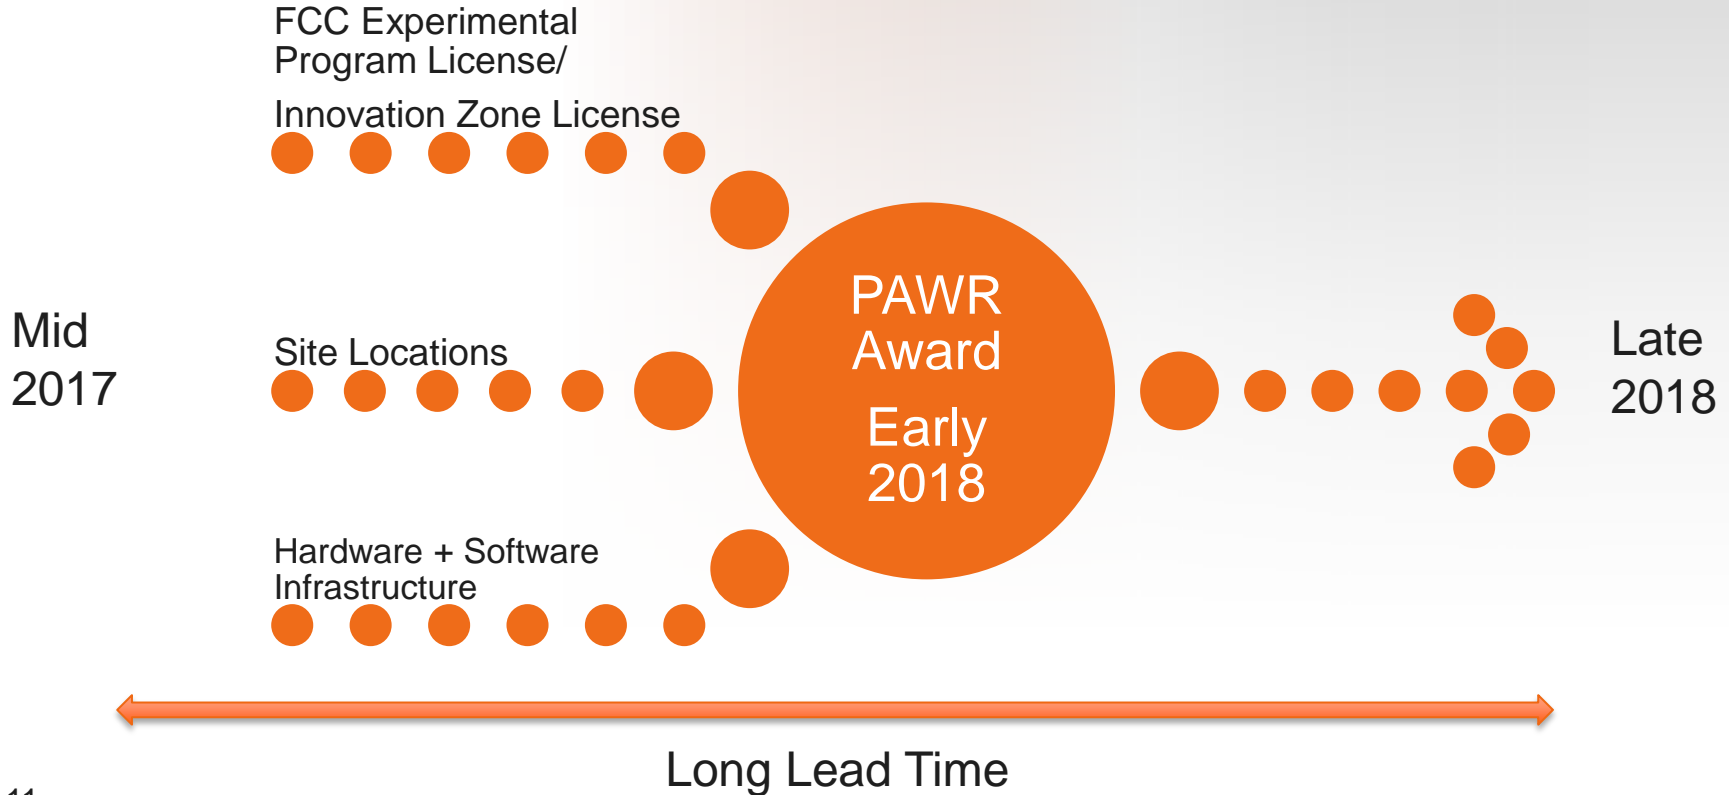 FCC Experimental
Program License/
Innovation Zone License
Mid
2017
Site Locations
PAWR
Award
Early
2018
Late
2018
Hardware + Software
Infrastructure
Long Lead Time
11